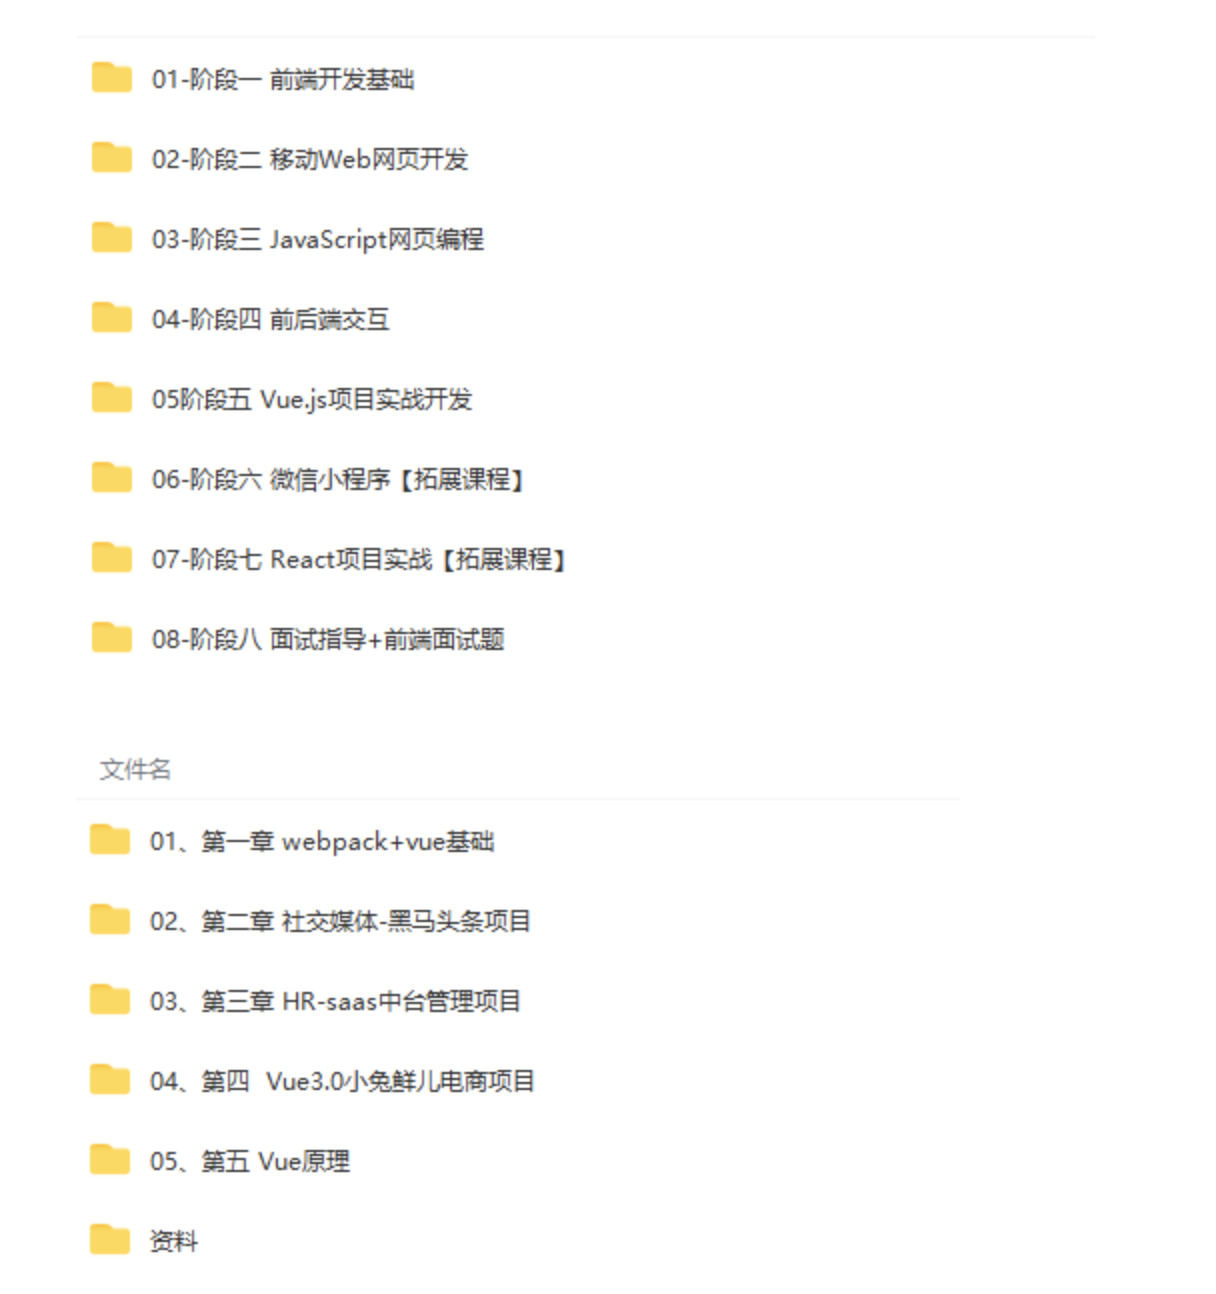 01-阶段一 前端开发基础
02-阶段二 移动Web网页开发
03-阶段三 JavaScript网页编程
04-阶段四 前后端交互
05阶段五 Vue.js项目实战开发
06-阶段六 微信小程序【拓展课程】
07-阶段七 React项目实战【拓展课程】
08-阶段八 面试指导+前端面试题
文件名
01、第一章 webpack+vue基础
02、第二章 社交媒体-黑马头条项目
03、第三章 HR-saas中台管理项目
04、第四  Vue3.0小兔鲜儿电商项目
05、第五 Vue原理
资料